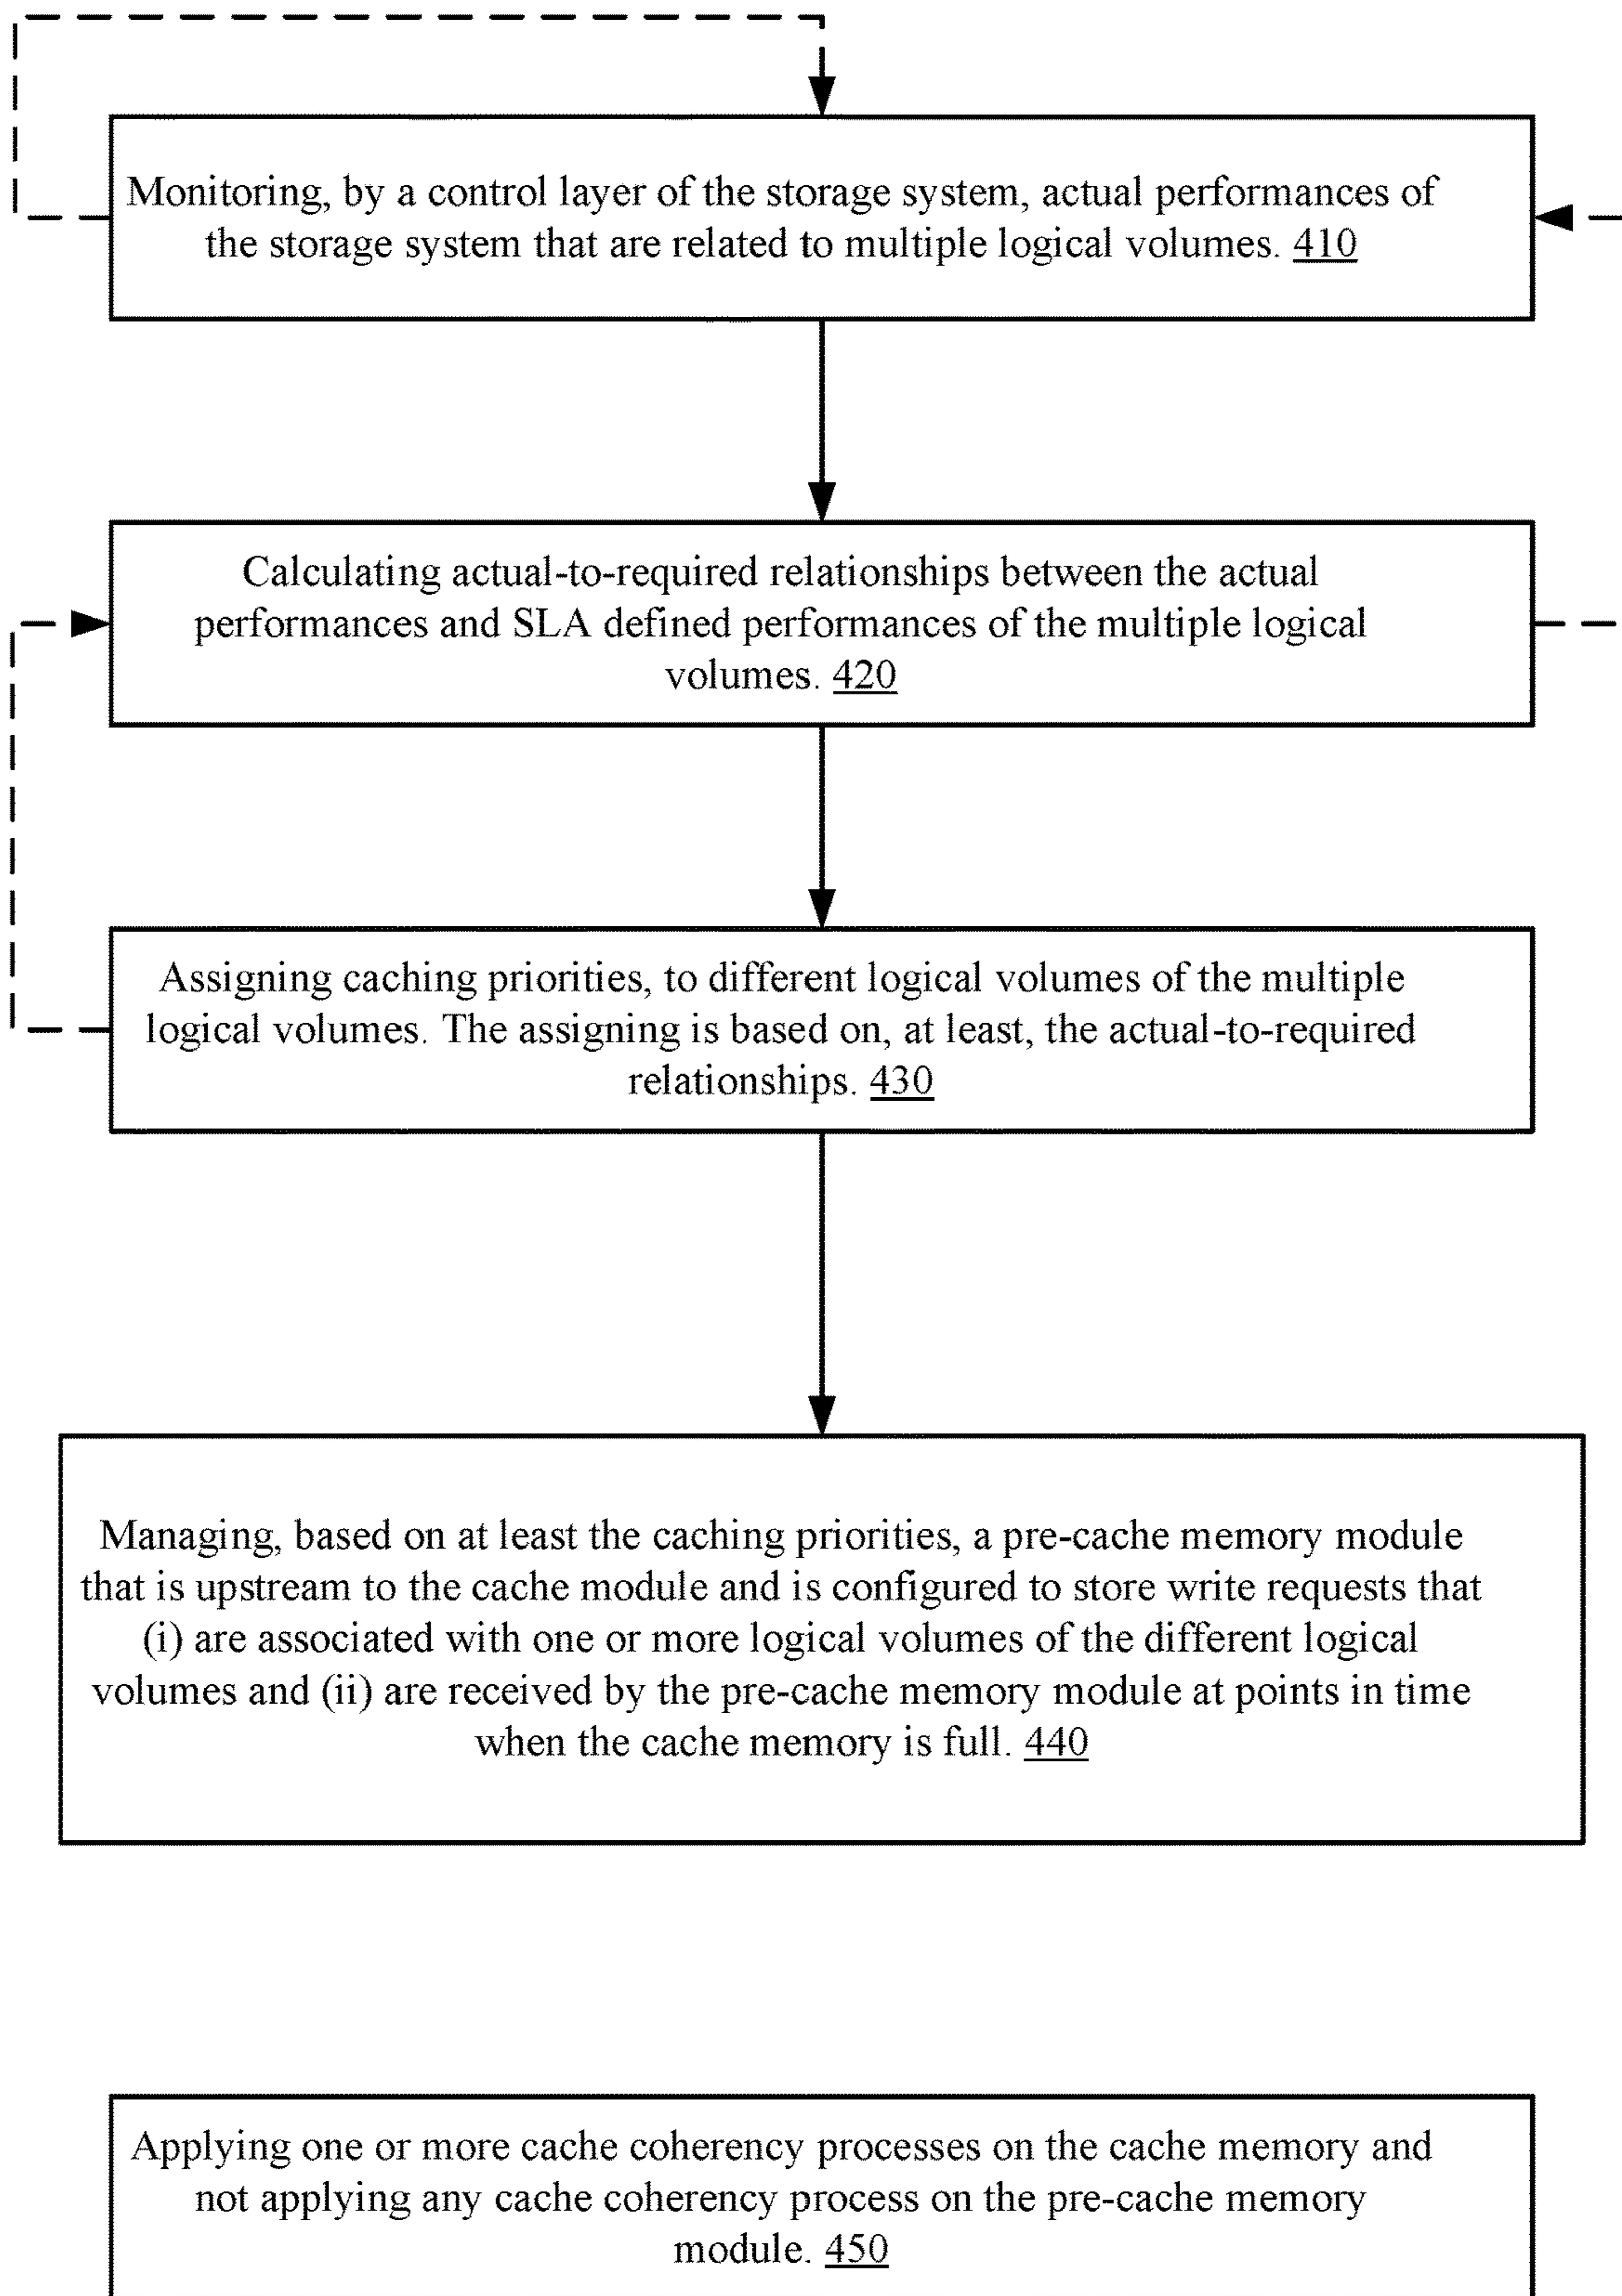 Monitoring, by a control layer of the storage system, actual performances of
the storage system that are related to multiple logical volumes. 410
Calculating actual-to-required relationships between the actual
performances and SLA defined performances of the multiple logical
volumes. 420
Assigning caching priorities, to different logical volumes of the multiple
logical volumes. The assigning is based on, at least, the actual-to-required
relationships. 430
Managing, based on at least the caching priorities, a pre-cache memory module
that is upstream to the cache module and is configured to store write requests that
(i) are associated with one or more logical volumes of the different logical
volumes and (ii) are received by the pre-cache memory module at points in time
when the cache memory is full. 440
Applying one or more cache coherency processes on the cache memory and
not applying any cache coherency process on the pre-cache memory
module. 450